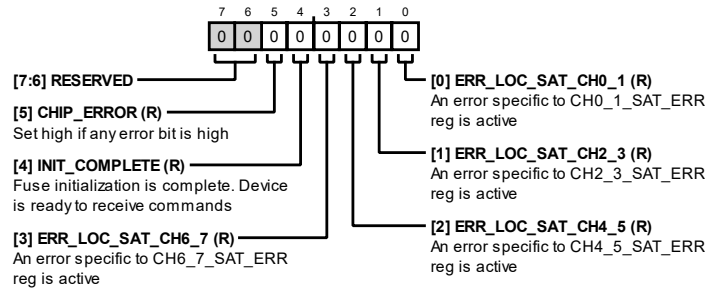 7 6 5 4 3 2 1 0
0 0 0 0 0 0 0 0
[7:6] RESERVED
[5] CHIP_ERROR (R)
Set high if any error bit is high
[4] INIT_COMPLETE (R)
Fuse initialization is complete. Device
is ready to receive commands
[3] ERR_LOC_SAT_CH6_7 (R)
An error specific to CH6_7_SAT_ERR
reg is active
[0] ERR_LOC_SAT_CH0_1 (R)
An error specific to CH0_1_SAT_ERR
reg is active
[1] ERR_LOC_SAT_CH2_3 (R)
An error specific to CH2_3_SAT_ERR
reg is active
[2] ERR_LOC_SAT_CH4_5 (R)
An error specific to CH4_5_SAT_ERR
reg is active